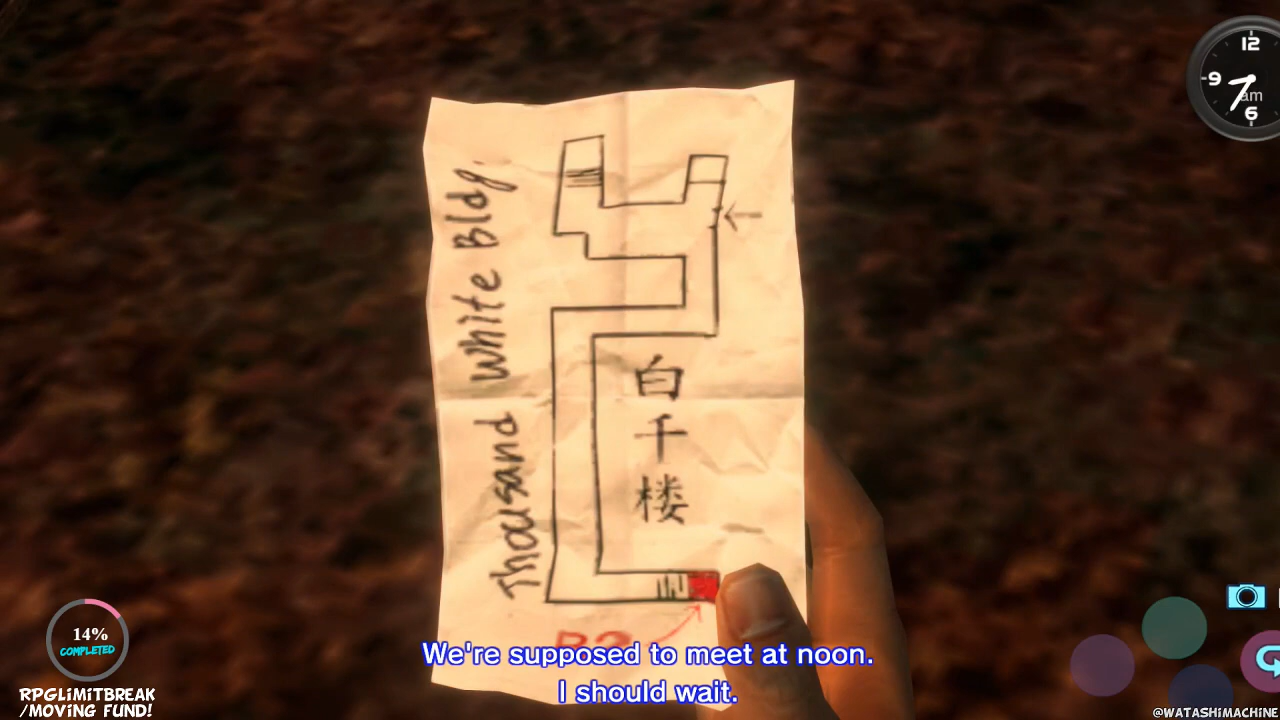 12
9
am
6
Thousand White Bldg.
白千楼
We're supposed to meet at noon.
I should wait.
14%
COMPLETED
RPGLIMITBREAK
/MOVING FUND!
@WATASHIMACHINE